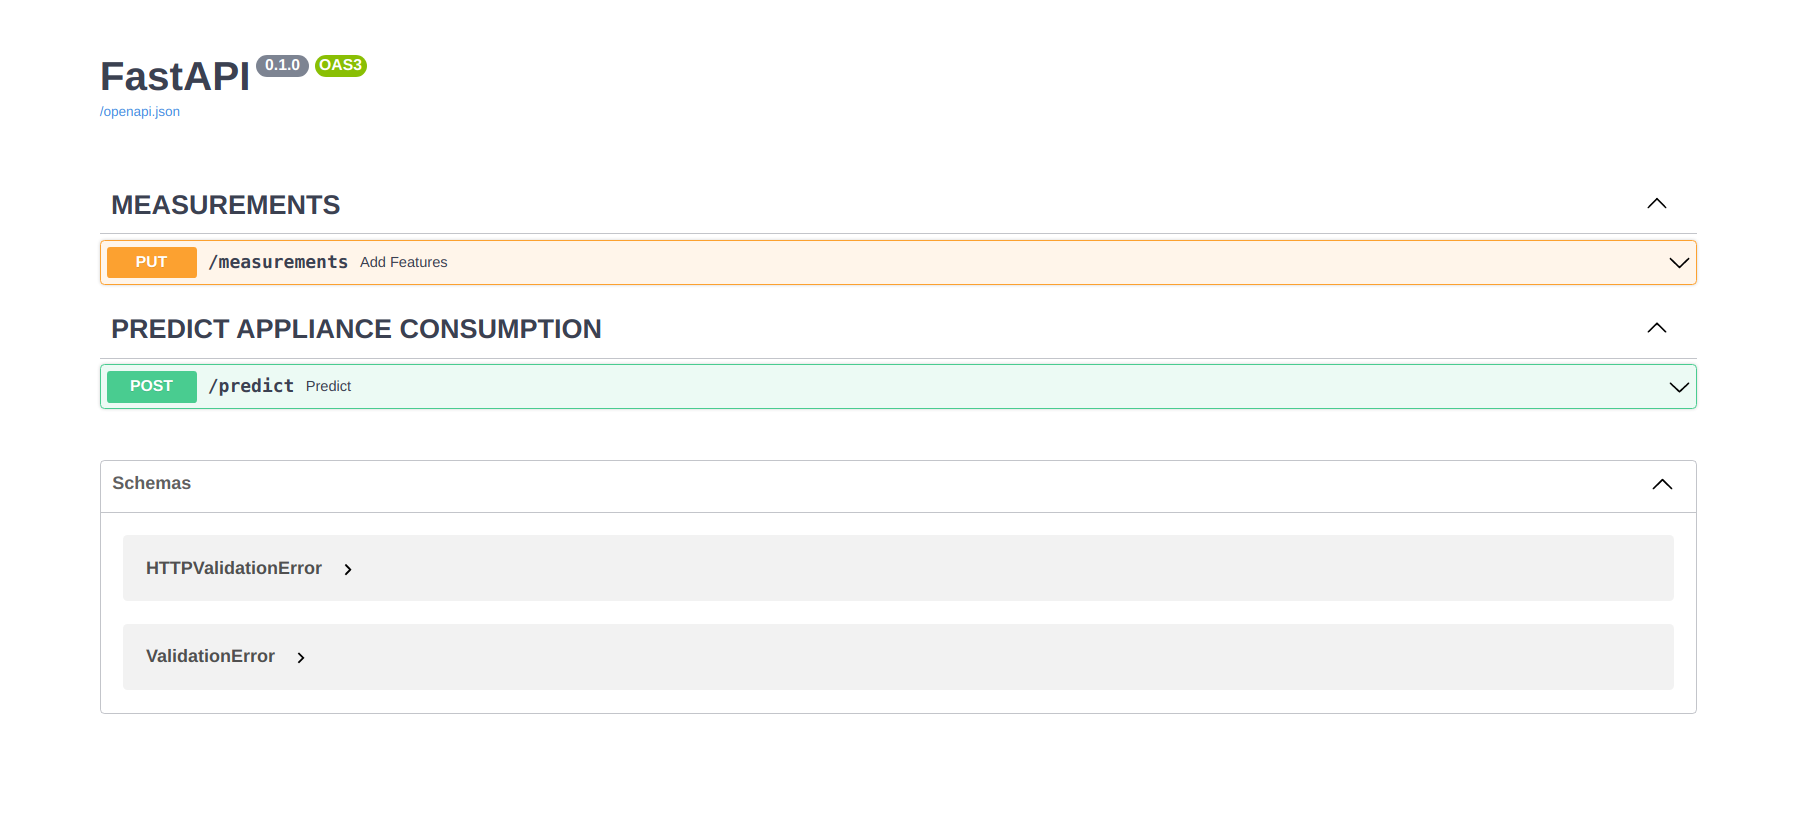 FastAPI 0.1.0 OAS3
/openapi.json
MEASUREMENTS
PUT /measurements Add Features
PREDICT APPLIANCE CONSUMPTION
POST /predict Predict
Schemas
HTTPValidationError
ValidationError